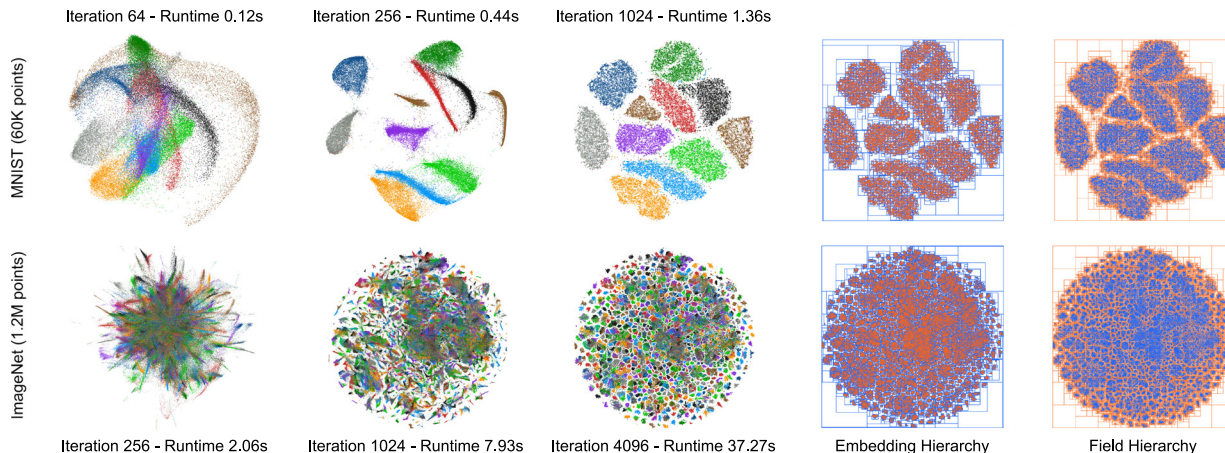 Iteration 64 - Runtime 0.12s
Iteration 256 - Runtime 0.44s
Iteration 1024 - Runtime 1.36s
MNIST (60K points)
ImageNet (1.2M points)
Iteration 256 - Runtime 2.06s
Iteration 1024 - Runtime 7.93s
Iteration 4096 - Runtime 37.27s
Embedding Hierarchy
Field Hierarchy